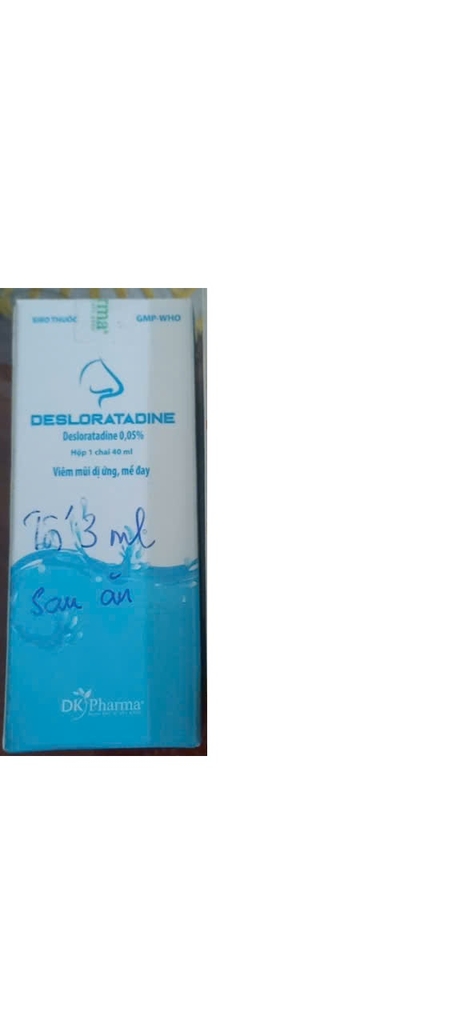 SIRO THUỐC
GMP-WHO
DESLORATADINE
Desloratadine 0,05%
Hộp 1 chai 40 ml
Viêm mũi dị ứng, mề đay
Tối 3 ml
Sau ăn
DK Pharma